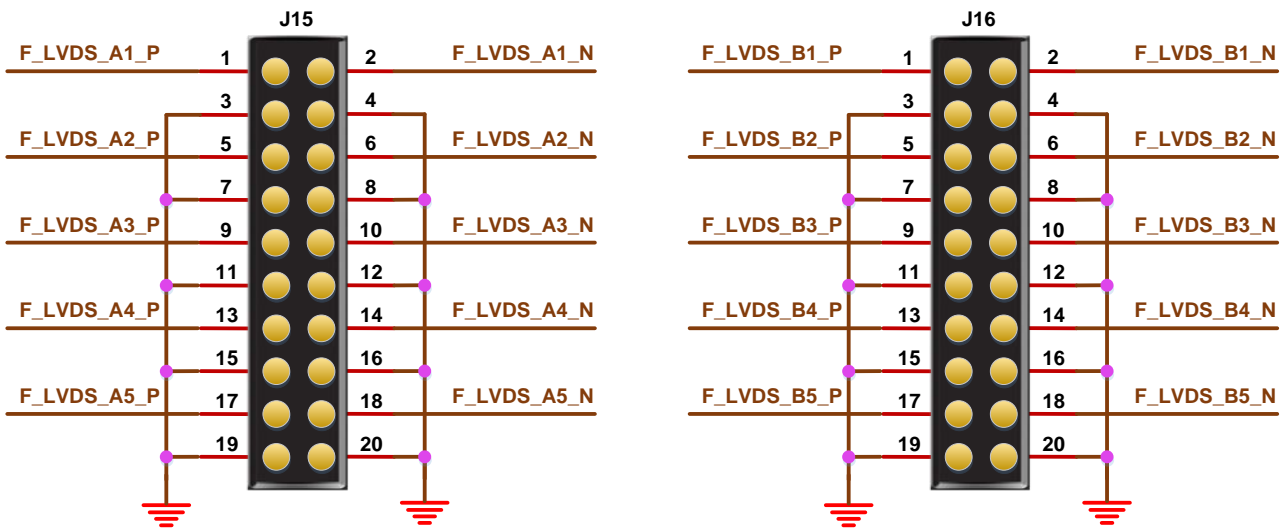 J15 J16
F_LVDS_A1_P 1 2 F_LVDS_A1_N F_LVDS_B1_P 1 2 F_LVDS_B1_N
3 4 3 4
F_LVDS_A2_P 5 6 F_LVDS_A2_N F_LVDS_B2_P 5 6 F_LVDS_B2_N
7 8 7 8
F_LVDS_A3_P 9 10 F_LVDS_A3_N F_LVDS_B3_P 9 10 F_LVDS_B3_N
11 12 11 12
F_LVDS_A4_P 13 14 F_LVDS_A4_N F_LVDS_B4_P 13 14 F_LVDS_B4_N
15 16 15 16
F_LVDS_A5_P 17 18 F_LVDS_A5_N F_LVDS_B5_P 17 18 F_LVDS_B5_N
19 20 19 20